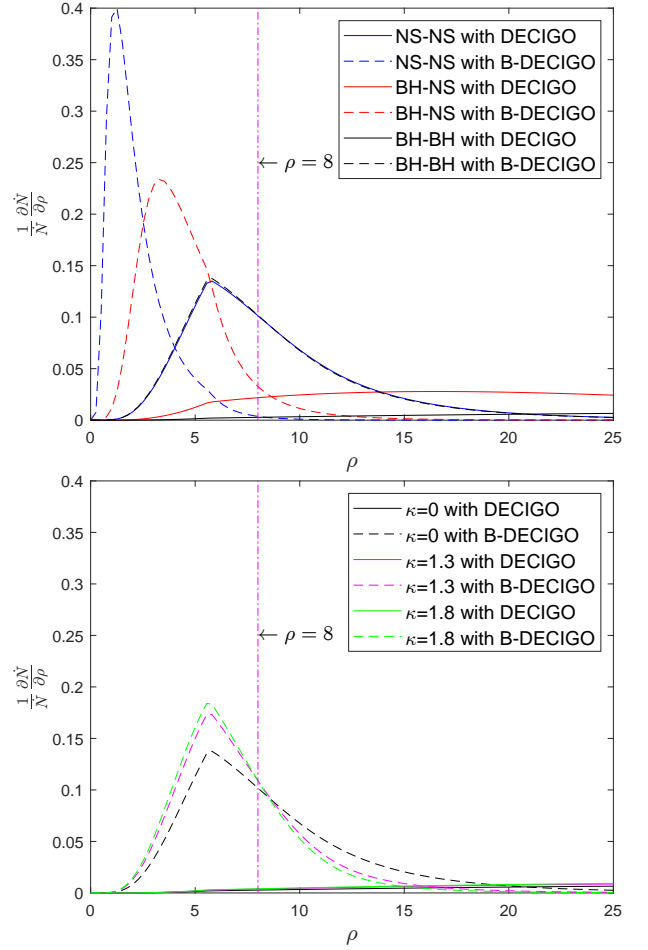 0.4
0.35
0.3
0.25
0.2
0.15
0.1
0.05
0
1/Ṅ ∂Ṅ/∂ρ
NS-NS with DECIGO
NS-NS with B-DECIGO
BH-NS with DECIGO
BH-NS with B-DECIGO
BH-BH with DECIGO
BH-BH with B-DECIGO
← ρ = 8
0 5 10 15 20 25
ρ
0.4
0.35
0.3
0.25
0.2
0.15
0.1
0.05
0
1/Ṅ ∂Ṅ/∂ρ
κ=0 with DECIGO
κ=0 with B-DECIGO
κ=1.3 with DECIGO
κ=1.3 with B-DECIGO
κ=1.8 with DECIGO
κ=1.8 with B-DECIGO
← ρ = 8
0 5 10 15 20 25
ρ